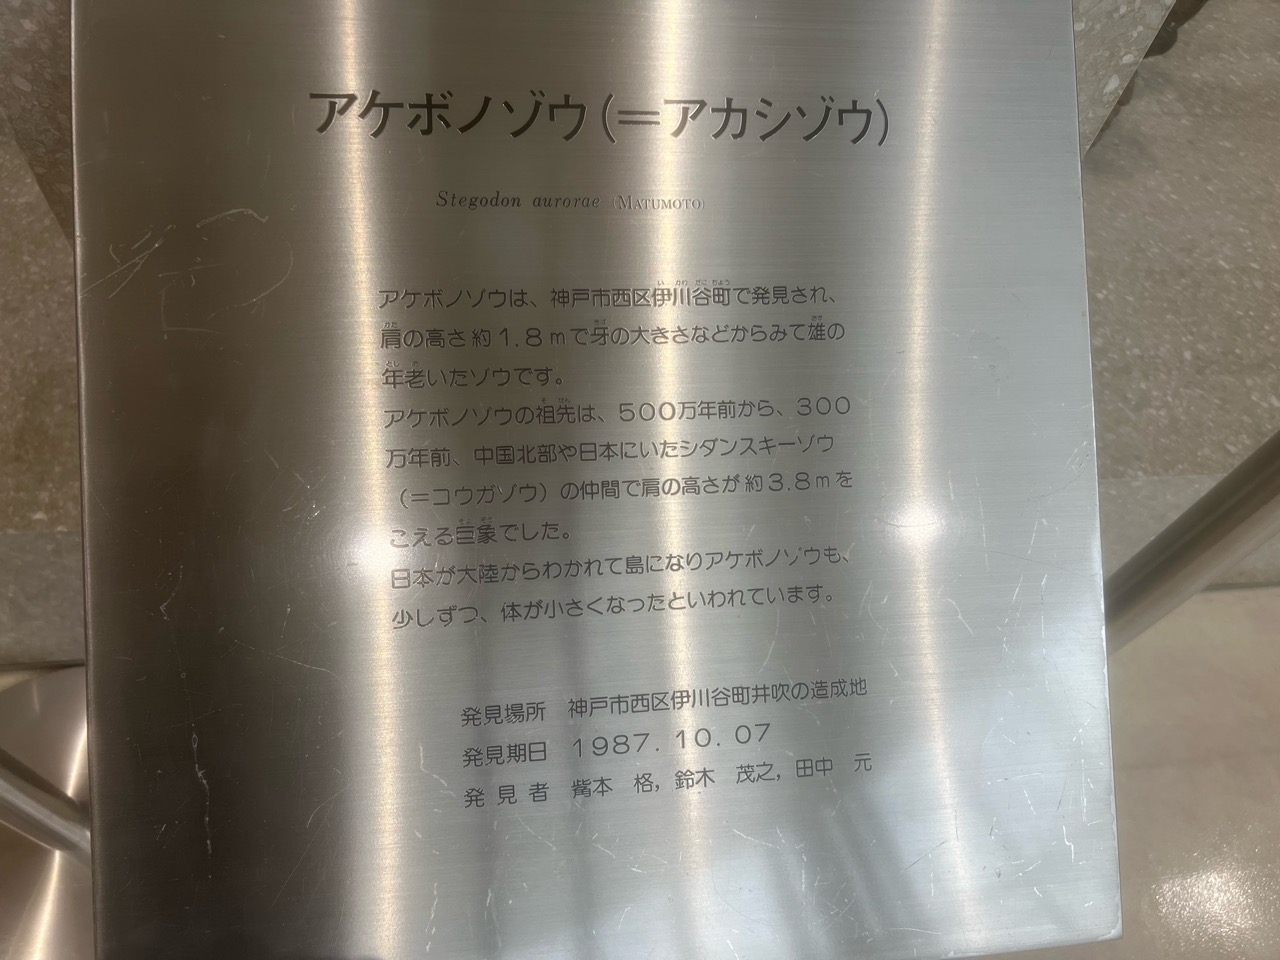 アケボノゾウ(=アカシゾウ)
Stegodon aurorae (MATUMOTO)
アケボノゾウは、神戸市西区伊川谷町で発見され、
肩の高さ約1.8mで牙の大きさなどからみて雄の
年老いたゾウです。
アケボノゾウの祖先は、500万年前から、300
万年前、中国北部や日本にいたシダンスキーゾウ
(=コウガゾウ)の仲間で肩の高さが約3.8mを
こえる巨象でした。
日本が大陸からわかれて島になりアケボノゾウも、
少しずつ、体が小さくなったといわれています。
発見場所 神戸市西区伊川谷町井吹の造成地
発見期日 1987.10.07
発見者 觜本 格,鈴木 茂之,田中 元